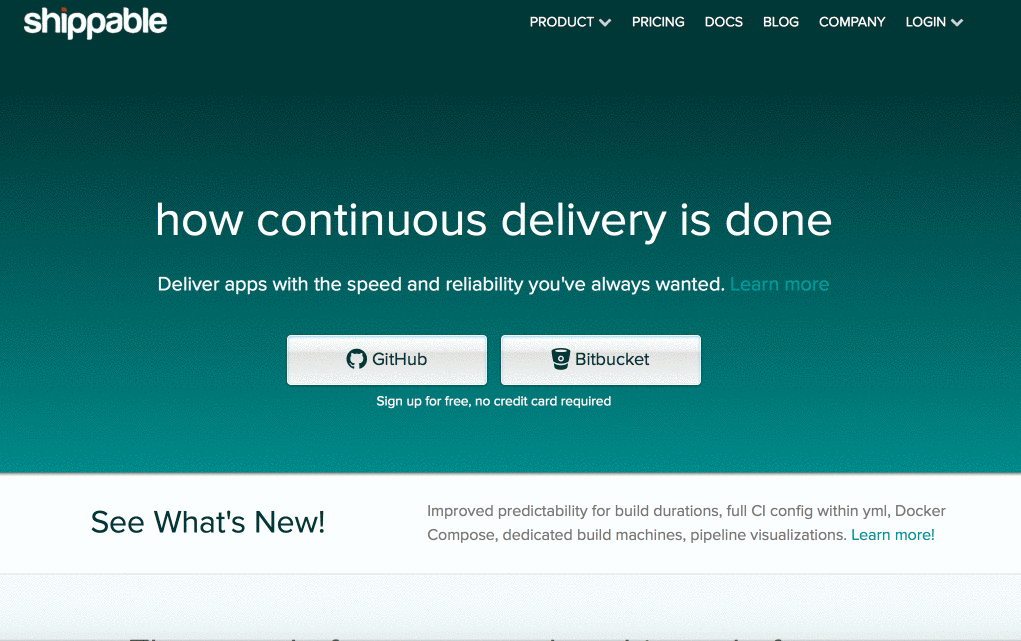 shippable
PRODUCT PRICING DOCS BLOG COMPANY LOGIN
how continuous delivery is done
Deliver apps with the speed and reliability you've always wanted. Learn more
GitHub Bitbucket
Sign up for free, no credit card required
See What's New!
Improved predictability for build durations, full CI config within yml, Docker
Compose, dedicated build machines, pipeline visualizations. Learn more!